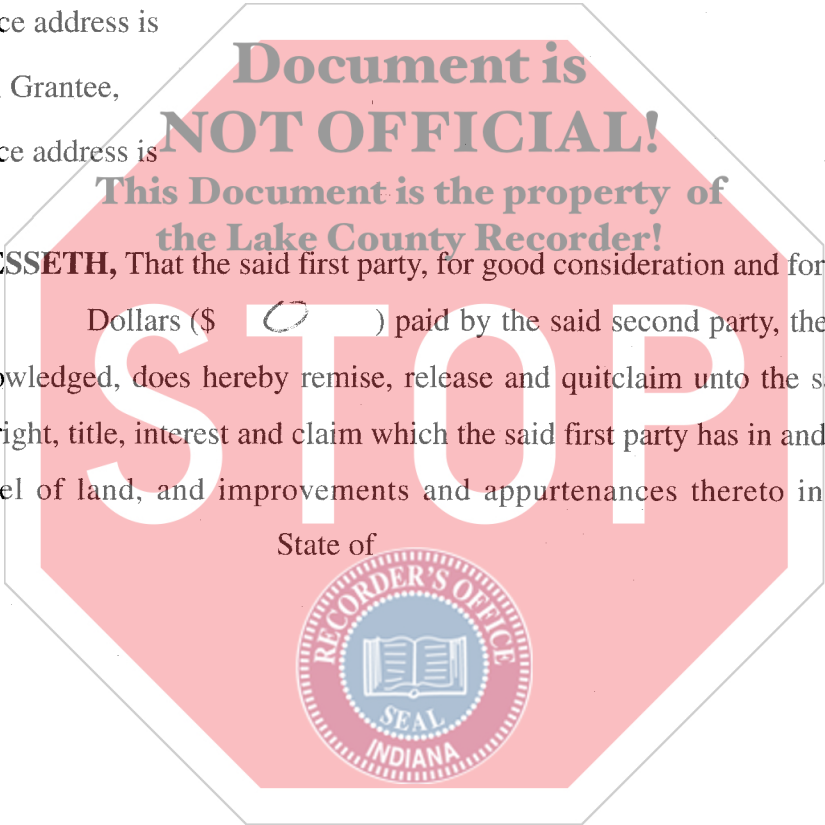 ce address is
Document is
Grantee,
NOT OFFICIAL!
ce address is
This Document is the property of
the Lake County Recorder!
ESSETH, That the said first party, for good consideration and for
Dollars ($ 0 ) paid by the said second party, the
owledged, does hereby remise, release and quitclaim unto the s
right, title, interest and claim which the said first party has in and
el of land, and improvements and appurtenances thereto in
STOP
State of
RECORDER'S OFFICE
SEAL
INDIANA